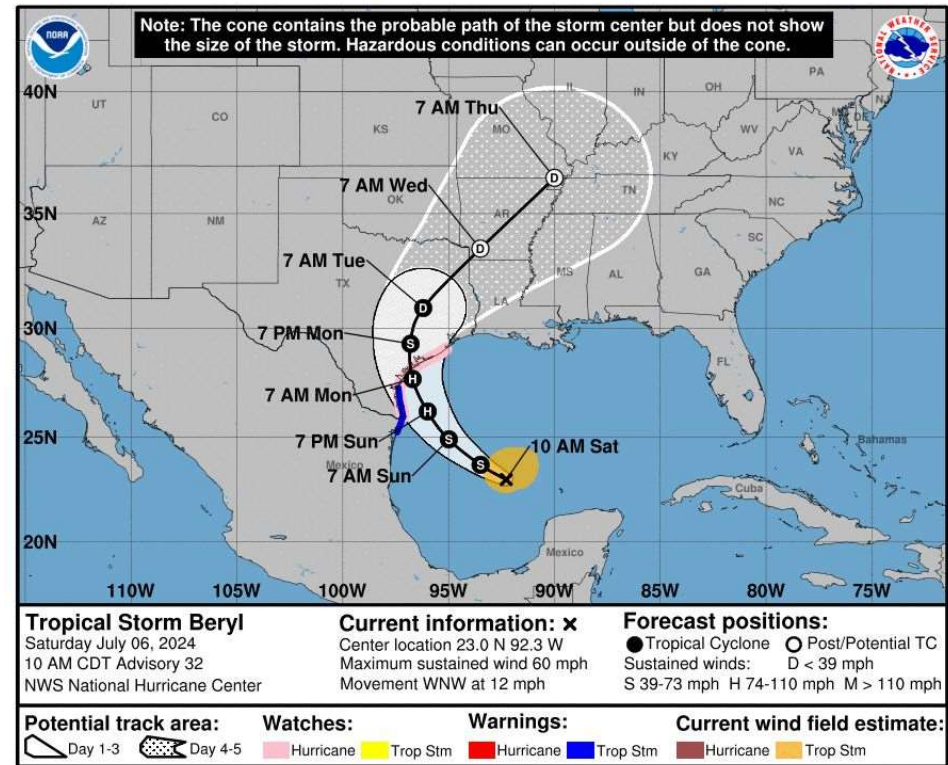 Note: The cone contains the probable path of the storm center but does not show
the size of the storm. Hazardous conditions can occur outside of the cone.
NOAA
NATIONAL WEATHER SERVICE
40N
35N
30N
25N
20N
110W
105W
100W
95W
90W
85W
80W
75W
UT
CO
KS
MO
IL
IN
OH
PA
NJ
DE
WV
VA
KY
TN
NC
SC
GA
AL
MS
LA
AR
OK
TX
NM
AZ
FL
Mexico
Mexico
Cuba
Bahamas
7 AM Thu
D
7 AM Wed
D
7 AM Tue
D
7 PM Mon
S
7 AM Mon
H
7 PM Sun
H
7 AM Sun
S
S
10 AM Sat
Tropical Storm Beryl
Saturday July 06, 2024
10 AM CDT Advisory 32
NWS National Hurricane Center
Current information: x
Center location 23.0 N 92.3 W
Maximum sustained wind 60 mph
Movement WNW at 12 mph
Forecast positions:
Tropical Cyclone Post/Potential TC
Sustained winds: D < 39 mph
S 39-73 mph H 74-110 mph M > 110 mph
Potential track area:
Day 1-3 Day 4-5
Watches:
Hurricane Trop Stm
Warnings:
Hurricane Trop Stm
Current wind field estimate:
Hurricane Trop Stm